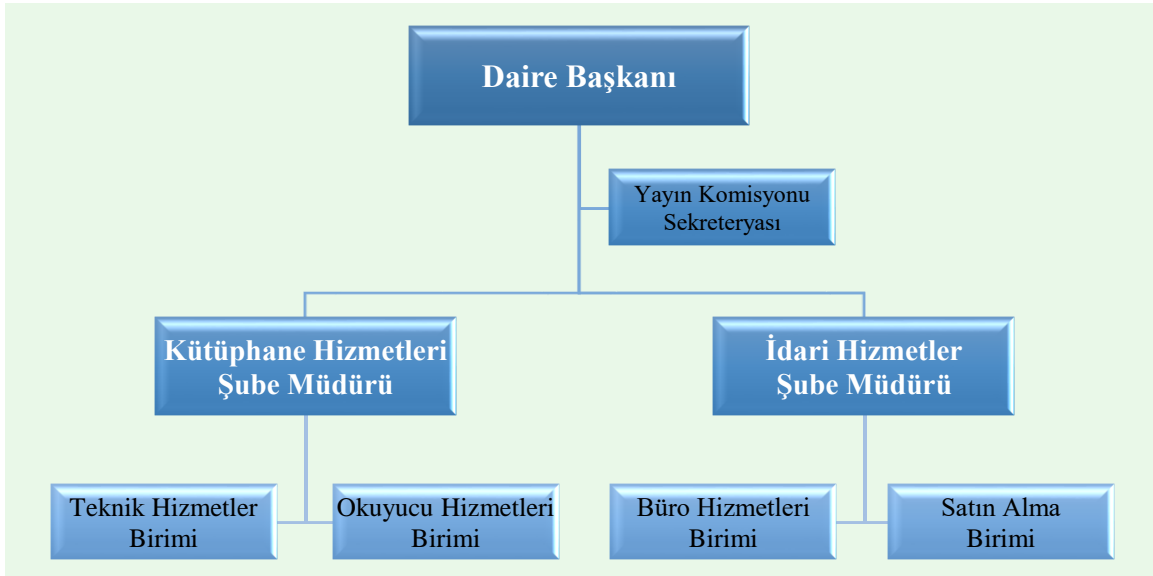 Daire Başkanı
Yayın Komisyonu
Sekreteryası
Kütüphane Hizmetleri
Şube Müdürü
İdari Hizmetler
Şube Müdürü
Teknik Hizmetler
Birimi
Okuyucu Hizmetleri
Birimi
Büro Hizmetleri
Birimi
Satın Alma
Birimi